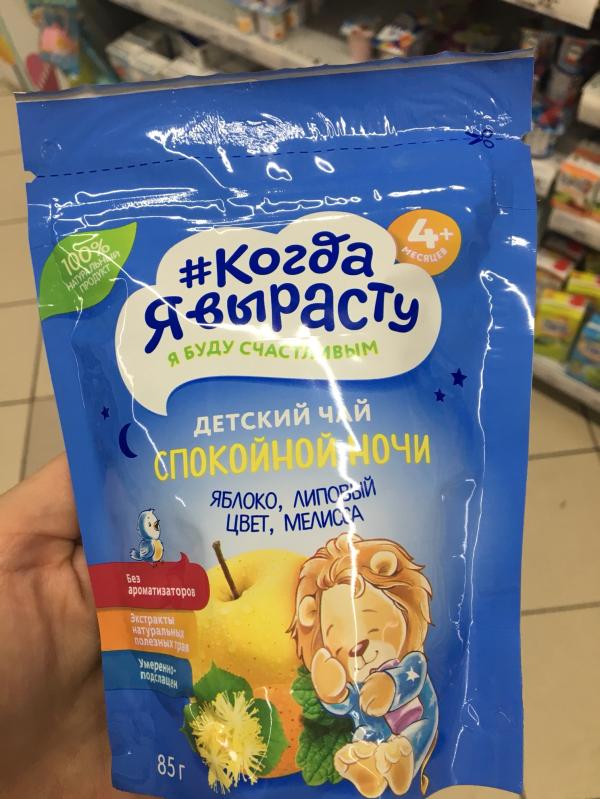 100%
НАТУРАЛЬНЫЙ
ПРОДУКТ
4+
МЕСЯЦЕВ
#Когда
Я вырасту
Я БУДУ СЧАСТЛИВЫМ
ДЕТСКИЙ ЧАЙ
СПОКОЙНОЙ НОЧИ
ЯБЛОКО, ЛИПОВЫЙ
ЦВЕТ, МЕЛИССА
Без
ароматизаторов
Экстракты
натуральных
полезных трав
Умеренно-
подслащен
85 г